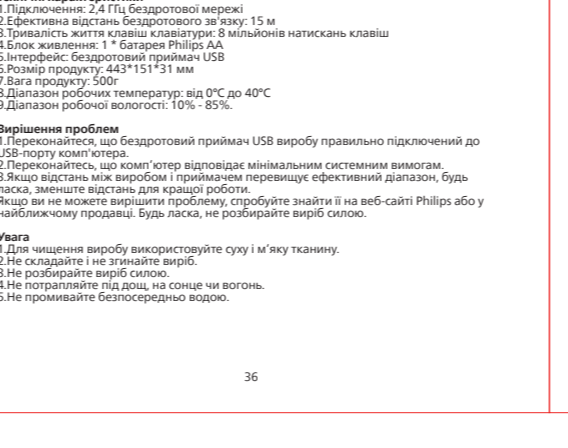 1.Підключення: 2,4 ГГц бездротової мережі
2.Ефективна відстань бездротового зв'язку: 15 м
3.Тривалість життя клавіш клавіатури: 8 мільйонів натискань клавіш
4.Блок живлення: 1 * батарея Philips AA
5.Інтерфейс: бездротовий приймач USB
6.Розмір продукту: 443*151*31 мм
7.Вага продукту: 500г
8.Діапазон робочих температур: від 0°C до 40°C
9.Діапазон робочої вологості: 10% - 85%.
Вирішення проблем
1.Переконайтеся, що бездротовий приймач USB виробу правильно підключений до
USB-порту комп'ютера.
2.Переконайтесь, що комп'ютер відповідає мінімальним системним вимогам.
3.Якщо відстань між виробом і приймачем перевищує ефективний діапазон, будь
ласка, зменште відстань для кращої роботи.
Якщо ви не можете вирішити проблему, спробуйте знайти її на веб-сайті Philips або у
найближчому продавці. Будь ласка, не розбирайте виріб силою.
Увага
1.Для чищення виробу використовуйте суху і м'яку тканину.
2.Не складайте і не згинайте виріб.
3.Не розбирайте виріб силою.
4.Не потрапляйте під дощ, на сонце чи вогонь.
5.Не промивайте безпосередньо водою.
36